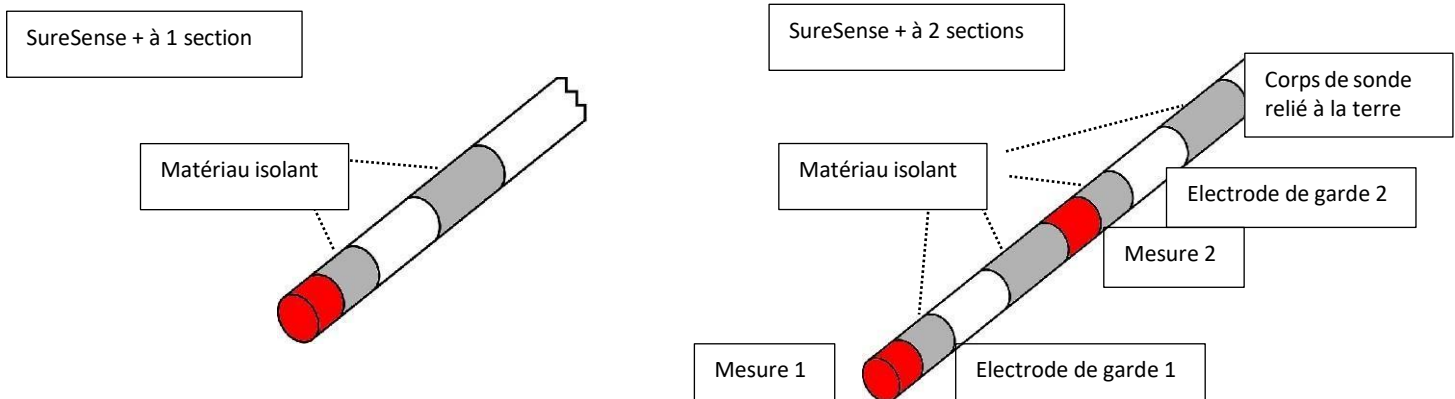 SureSense + à 1 section
Matériau isolant
SureSense + à 2 sections
Corps de sonde
relié à la terre
Matériau isolant
Electrode de garde 2
Mesure 2
Mesure 1
Electrode de garde 1